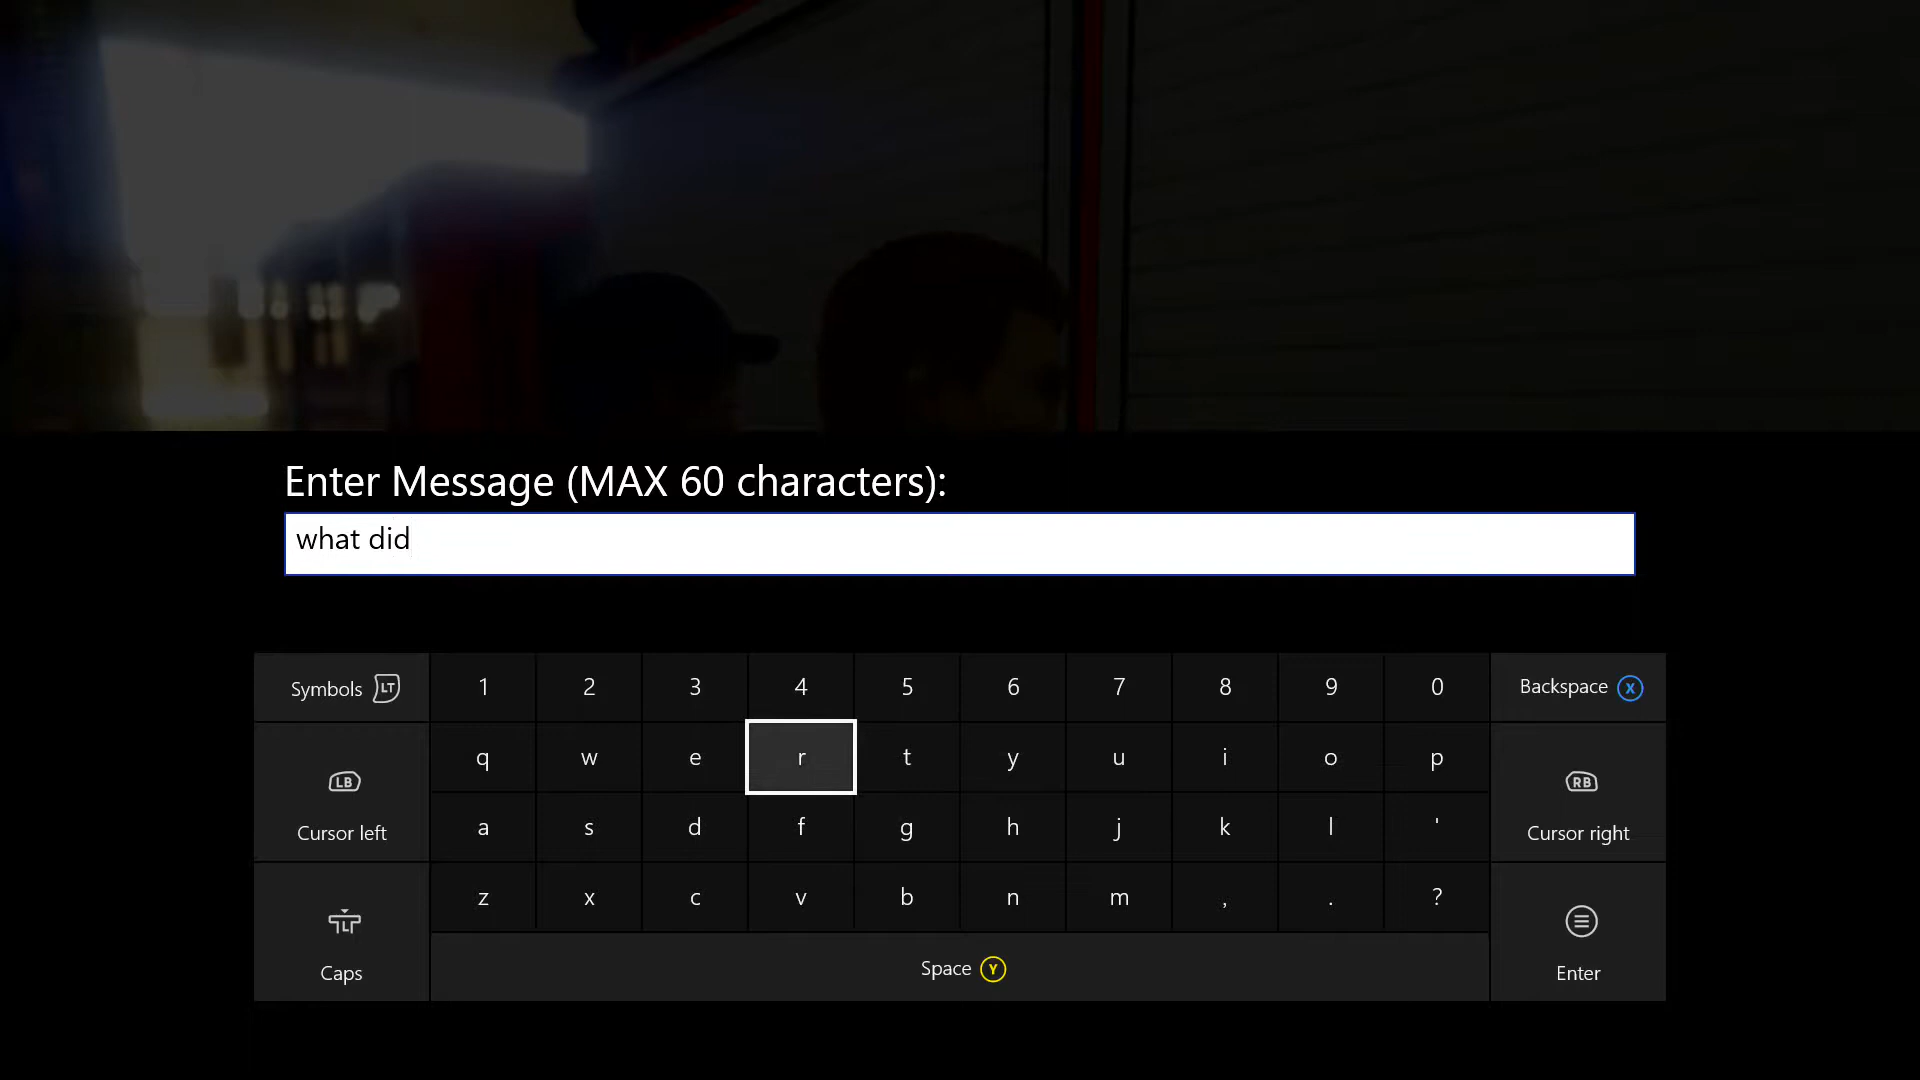 Enter Message (MAX 60 characters):
what did
Symbols LT 1 2 3 4 5 6 7 8 9 0 Backspace X
LB q w e r t y u i o p RB
Cursor left a s d f g h j k l ' Cursor right
z x c v b n m , . ?
Caps Space Y Enter